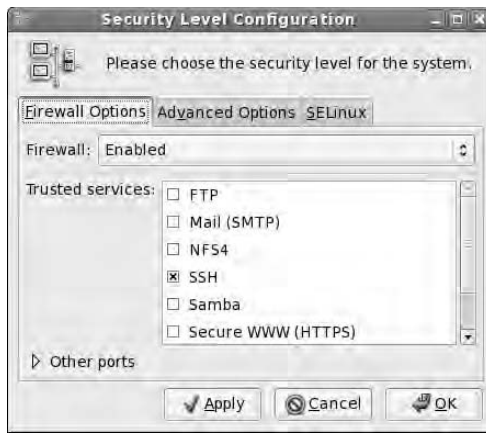 Security Level Configuration
Please choose the security level for the system.
Firewall Options Advanced Options SELinux
Firewall: Enabled
Trusted services:
FTP
Mail (SMTP)
NFS4
SSH
Samba
Secure WWW (HTTPS)
Other ports
Apply Cancel OK